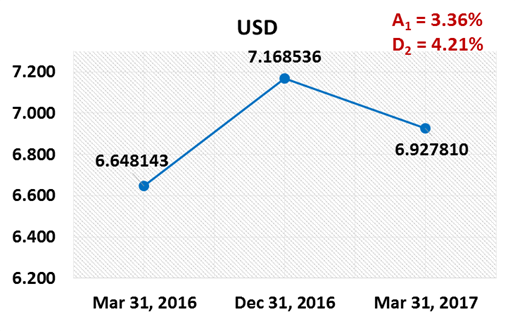 USD
A₁ = 3.36%
D₂ = 4.21%
7.200
7.000
6.800
6.600
6.400
6.200
6.648143
7.168536
6.927810
Mar 31, 2016
Dec 31, 2016
Mar 31, 2017